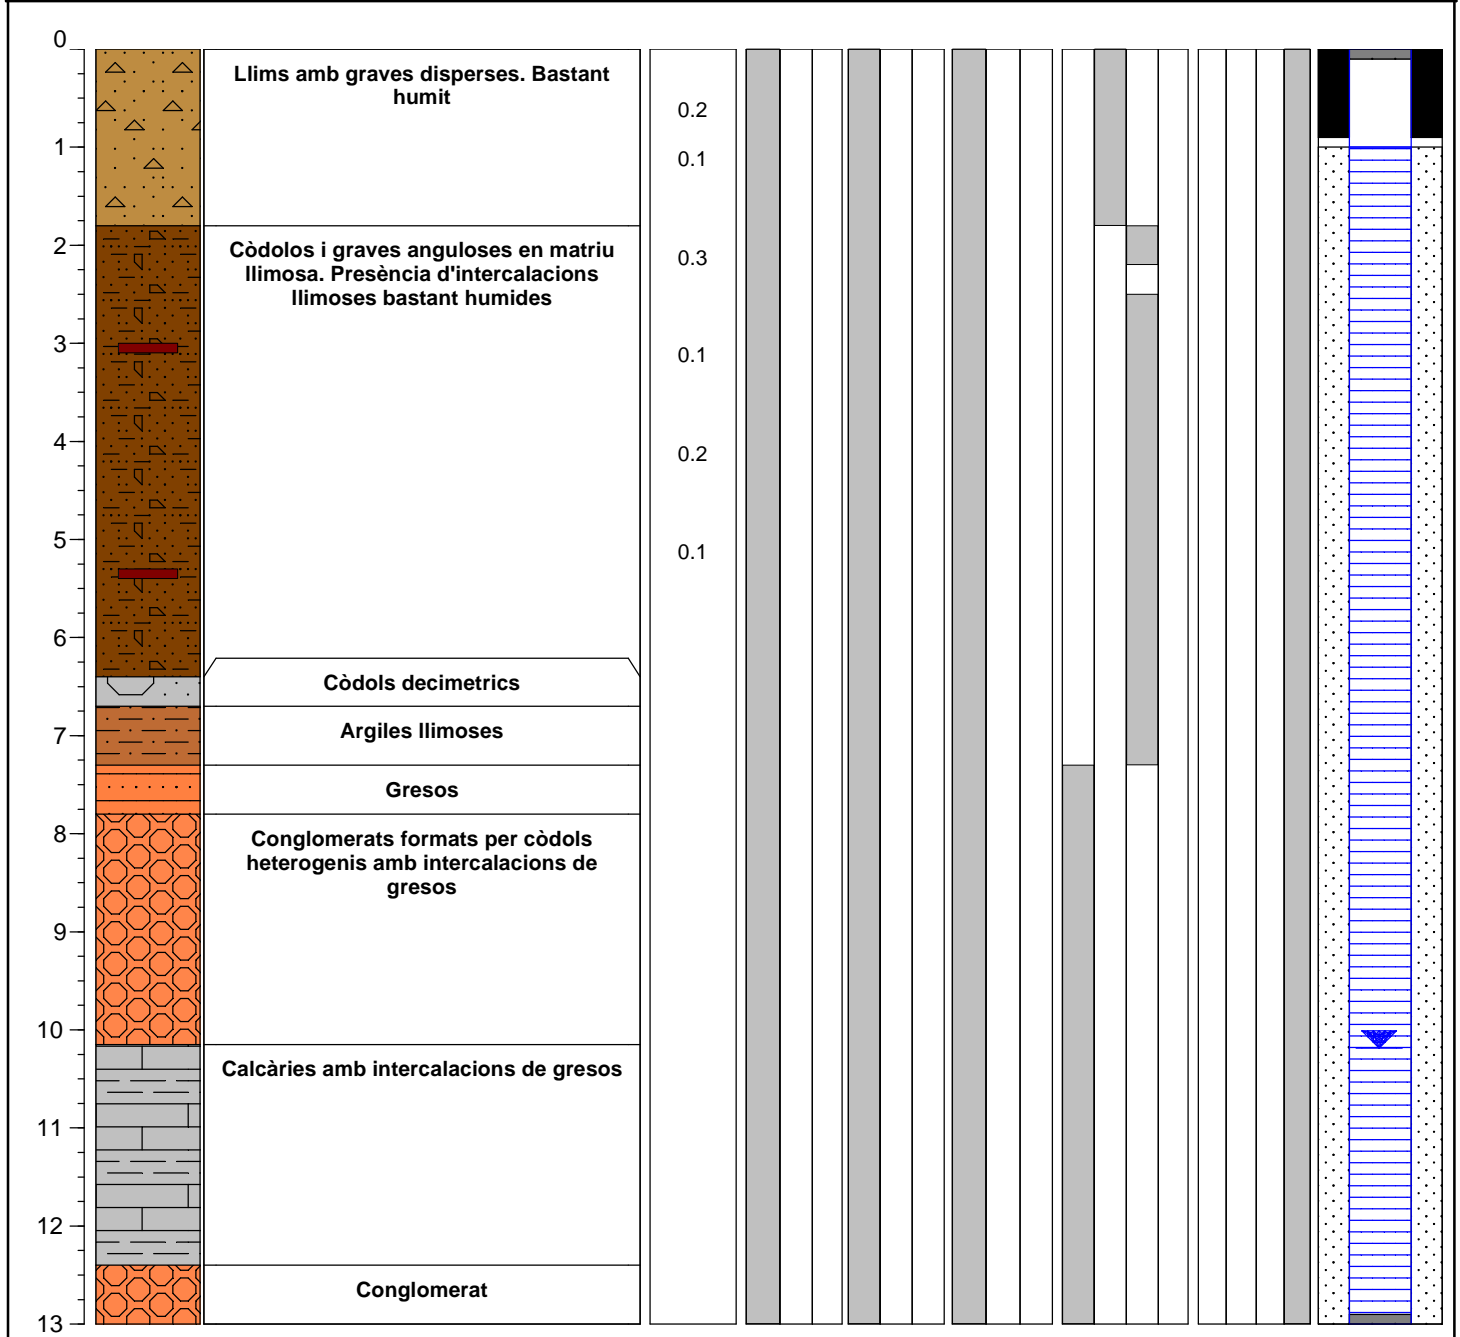 0
Llims amb graves disperses. Bastant
humit
0.2
1
0.1
2
Còdolos i graves anguloses en matriu
llimosa. Presència d'intercalacions
llimoses bastant humides
0.3
3
0.1
4
0.2
5
0.1
6
Còdols decimetrics
7
Argiles llimoses
Gresos
8
Conglomerats formats per còdols
heterogenis amb intercalacions de
gresos
9
10
Calcàries amb intercalacions de gresos
11
12
Conglomerat
13